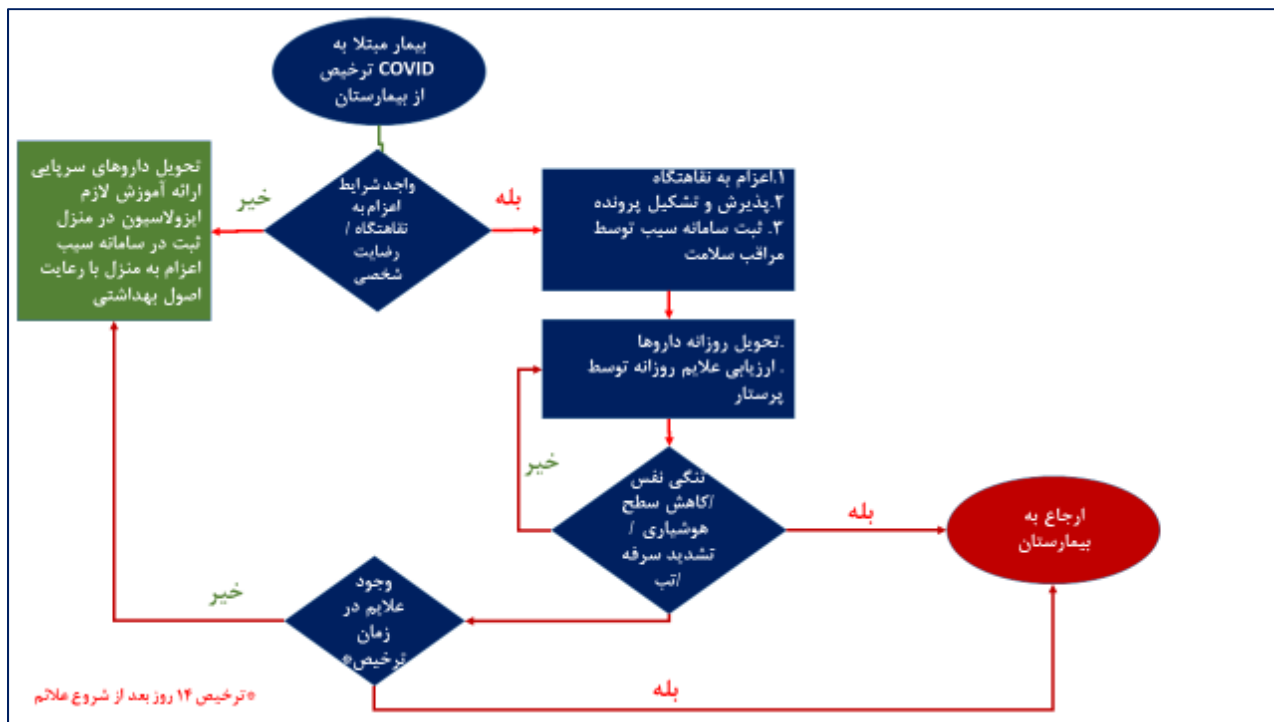 بیمار مبتلا به
COVID ترخیص
از بیمارستان
واجد شرایط
اعزام به
نقاهتگاه /
رضایت
شخصی
خیر
بله
تحویل داروهای سرپایی
ارائه آموزش لازم
ایزولاسیون در منزل
ثبت در سامانه سیب
اعزام به منزل با رعایت
اصول بهداشتی
۱.اعزام به نقاهتگاه
۲.پذیرش و تشکیل پرونده
۳. ثبت سامانه سیب توسط
مراقب سلامت
.تحویل روزانه داروها
. ارزیابی علایم روزانه توسط
پرستار
تنگی نفس
/کاهش سطح
هوشیاری /
تشدید سرفه
/تب
خیر
بله
ارجاع به
بیمارستان
وجود
علایم در
زمان
ترخیص*
خیر
بله
*ترخیص ۱۴ روز بعد از شروع علائم